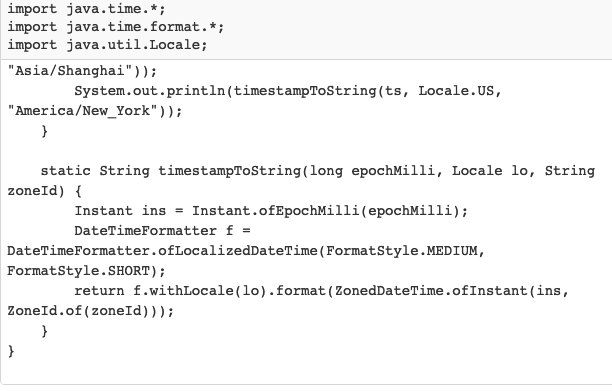 import java.time.*;
import java.time.format.*;
import java.util.Locale;
"Asia/Shanghai"));
        System.out.println(timestampToString(ts, Locale.US,
"America/New_York"));
    }

    static String timestampToString(long epochMilli, Locale lo, String
zoneId) {
        Instant ins = Instant.ofEpochMilli(epochMilli);
        DateTimeFormatter f =
DateTimeFormatter.ofLocalizedDateTime(FormatStyle.MEDIUM,
FormatStyle.SHORT);
        return f.withLocale(lo).format(ZonedDateTime.ofInstant(ins,
ZoneId.of(zoneId)));
    }
}